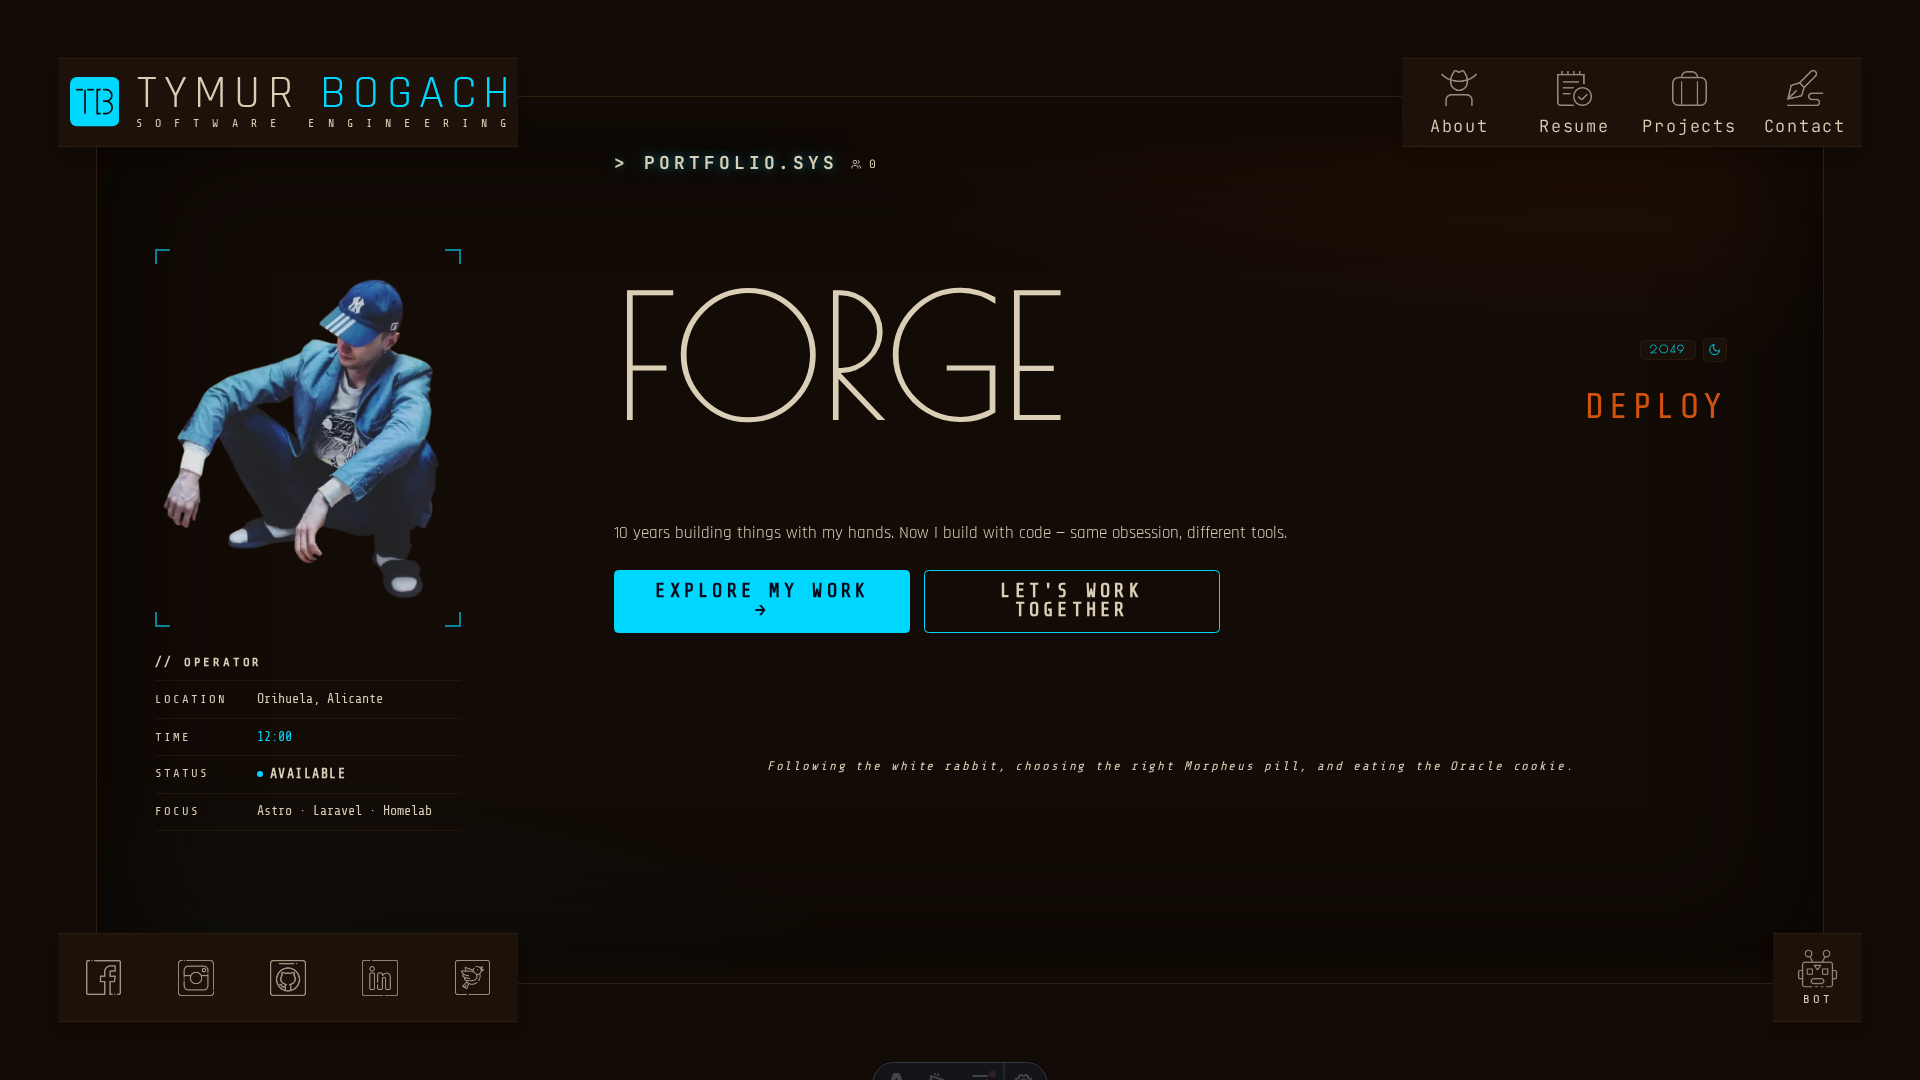 TB TYMUR BOGACH
SOFTWARE ENGINEERING
About Resume Projects Contact
> PORTFOLIO.SYS 0
FORGE
2049
DEPLOY
10 years building things with my hands. Now I build with code — same obsession, different tools.
EXPLORE MY WORK
→
LET'S WORK
TOGETHER
// OPERATOR
LOCATION Orihuela, Alicante
TIME 12:00
STATUS AVAILABLE
FOCUS Astro · Laravel · Homelab
Following the white rabbit, choosing the right Morpheus pill, and eating the Oracle cookie.
BOT